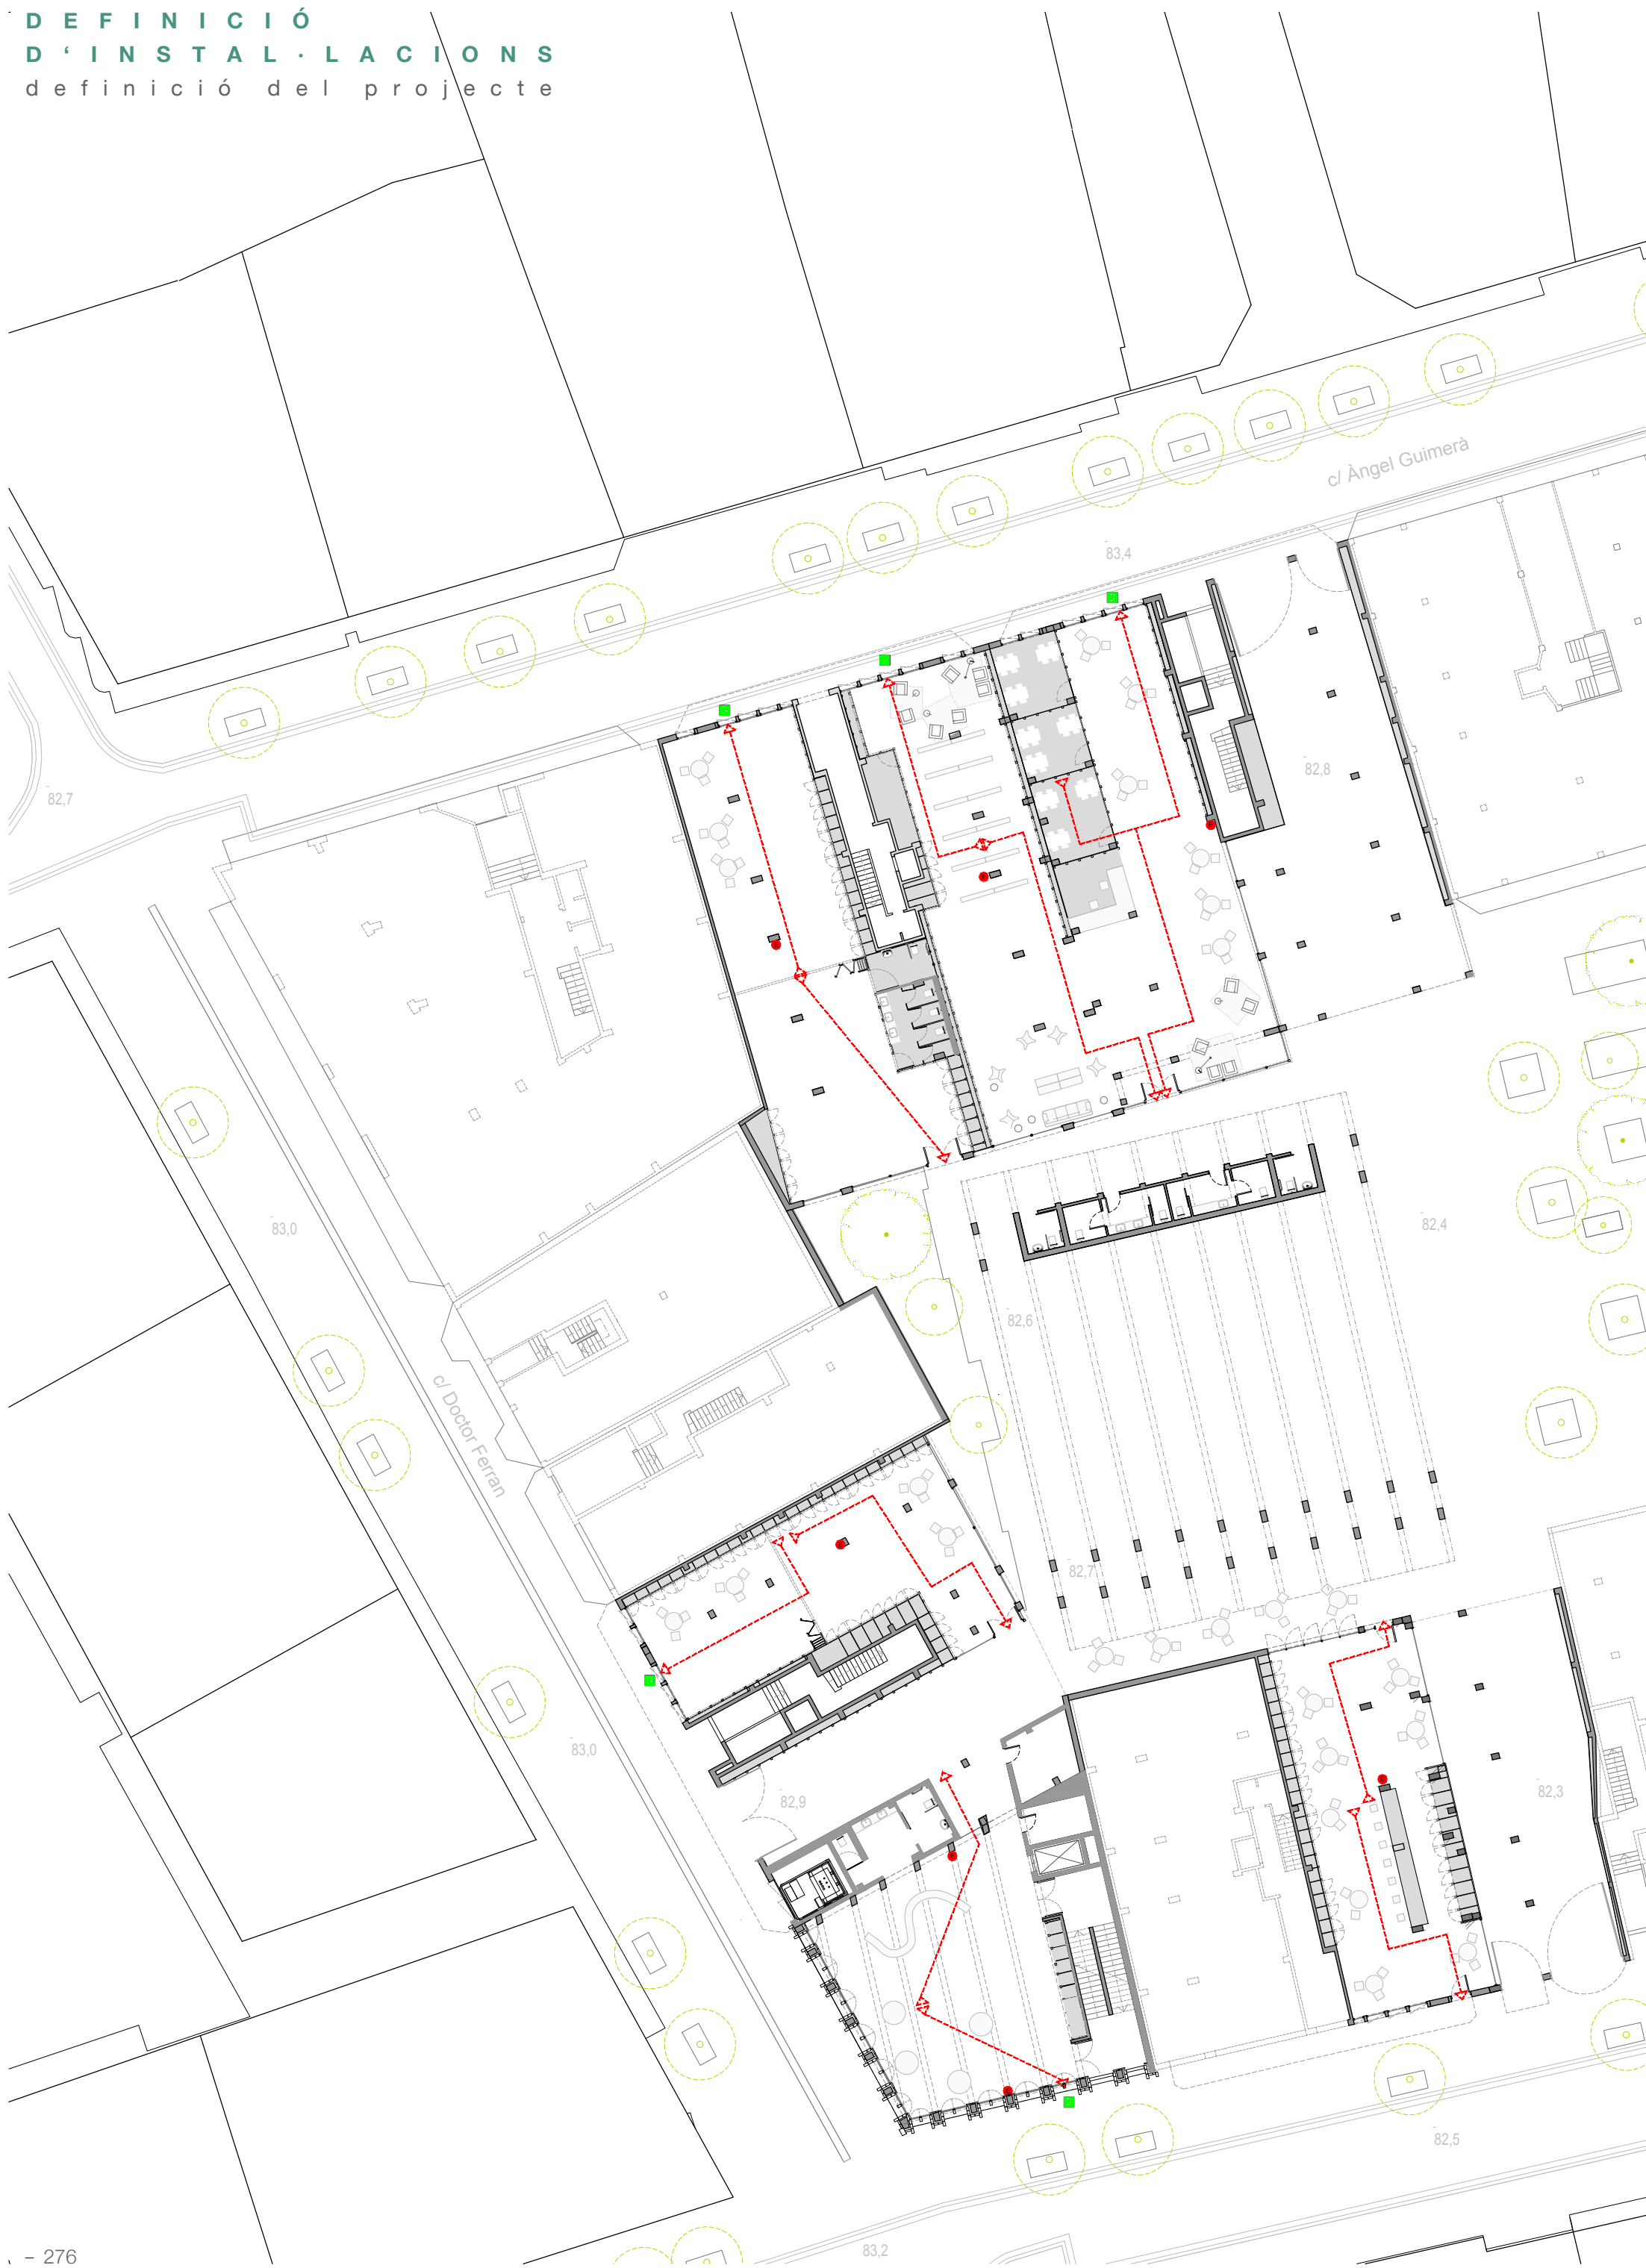 DEFINICIÓ
D‘INSTAL·LACIONS
definició del projecte
c/ Àngel Guimerà
83,4
82,8
82,7
83,0
82,4
82,6
c/ Doctor Ferran
82,7
83,0
82,9
82,3
82,5
83,2
– 276